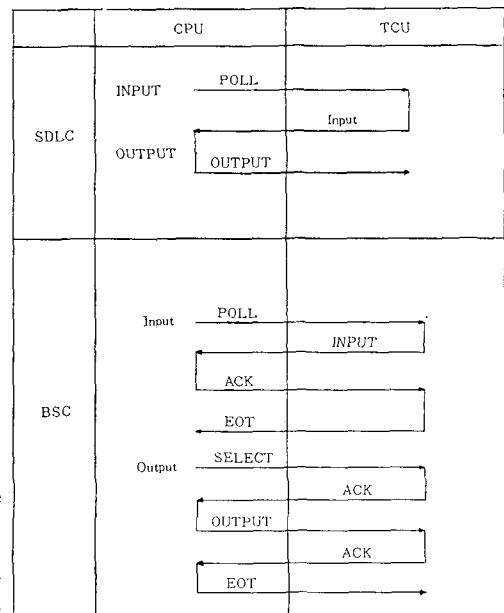 CPU TCU
INPUT POLL
Input
SDLC
OUTPUT OUTPUT
Input POLL
INPUT
ACK
BSC
EOT
Output SELECT
ACK
OUTPUT
ACK
EOT